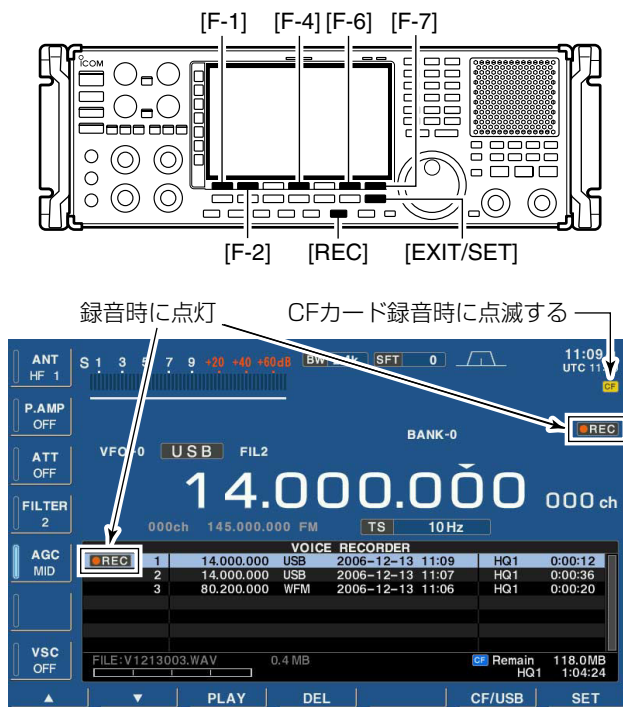 [F-1] [F-4] [F-6] [F-7]
ICOM
[F-2] [REC] [EXIT/SET]
録音時に点灯 CFカード録音時に点滅する
ANT
HF 1
S 1 3 5 7 9 +20 +40 +60dB
BW SFT 0
11:09
UTC
CF
P.AMP
OFF
REC
BANK-0
ATT
OFF
USB FIL2
14.000.000 000 ch
FILTER
2
000ch 145.000.000 FM TS 10Hz
VOICE RECORDER
AGC
MID
REC 1 14.000.000 USB 2006-12-13 11:09 HQ1 0:00:12
2 14.000.000 USB 2006-12-13 11:07 HQ1 0:00:36
3 80.200.000 WFM 2006-12-13 11:06 HQ1 0:00:20
VSC
OFF
FILE:V1213003.WAV 0.4 MB CF Remain 118.0MB
HQ1 1:04:24
▲ ▼ PLAY DEL CF/USB SET